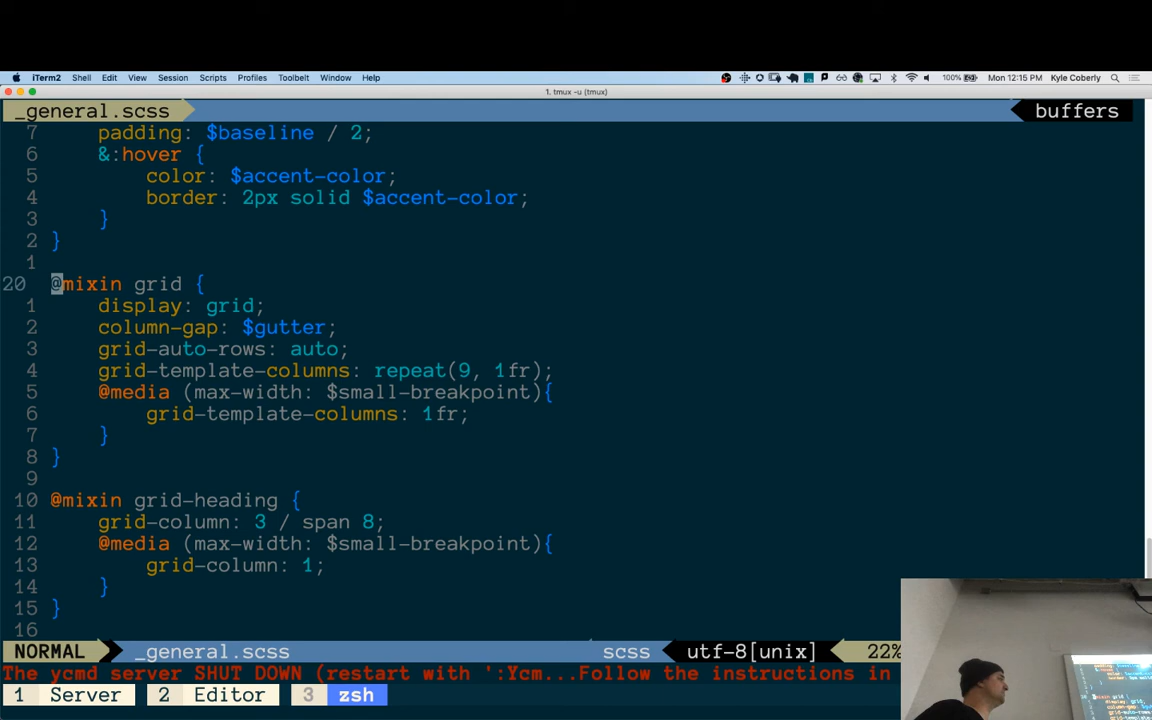 iTerm2 Shell Edit View Session Scripts Profiles Toolbelt Window Help 100% Mon 12:15 PM Kyle Coberly
1. tmux -u (tmux)
_general.scss buffers
7 padding: $baseline / 2;
6 &:hover {
5 color: $accent-color;
4 border: 2px solid $accent-color;
3 }
2 }
1
20 @mixin grid {
1 display: grid;
2 column-gap: $gutter;
3 grid-auto-rows: auto;
4 grid-template-columns: repeat(9, 1fr);
5 @media (max-width: $small-breakpoint){
6 grid-template-columns: 1fr;
7 }
8 }
9
10 @mixin grid-heading {
11 grid-column: 3 / span 8;
12 @media (max-width: $small-breakpoint){
13 grid-column: 1;
14 }
15 }
16
NORMAL _general.scss scss utf-8[unix] 22%
The ycmd server SHUT DOWN (restart with ':Ycm...Follow the instructions in
1 Server 2 Editor 3 zsh